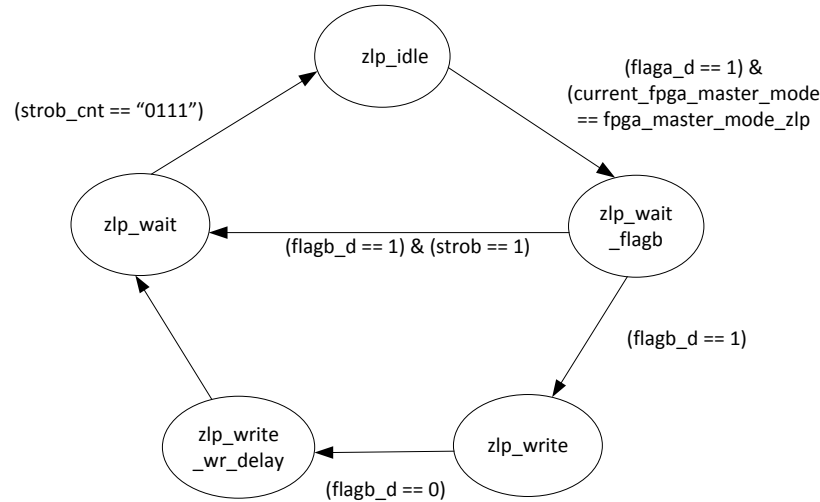 zlp_idle
(flaga_d == 1) &
(current_fpga_master_mode
== fpga_master_mode_zlp
(strob_cnt == “0111”)
zlp_wait
zlp_wait
_flagb
(flagb_d == 1) & (strob == 1)
(flagb_d == 1)
zlp_write
_wr_delay
zlp_write
(flagb_d == 0)